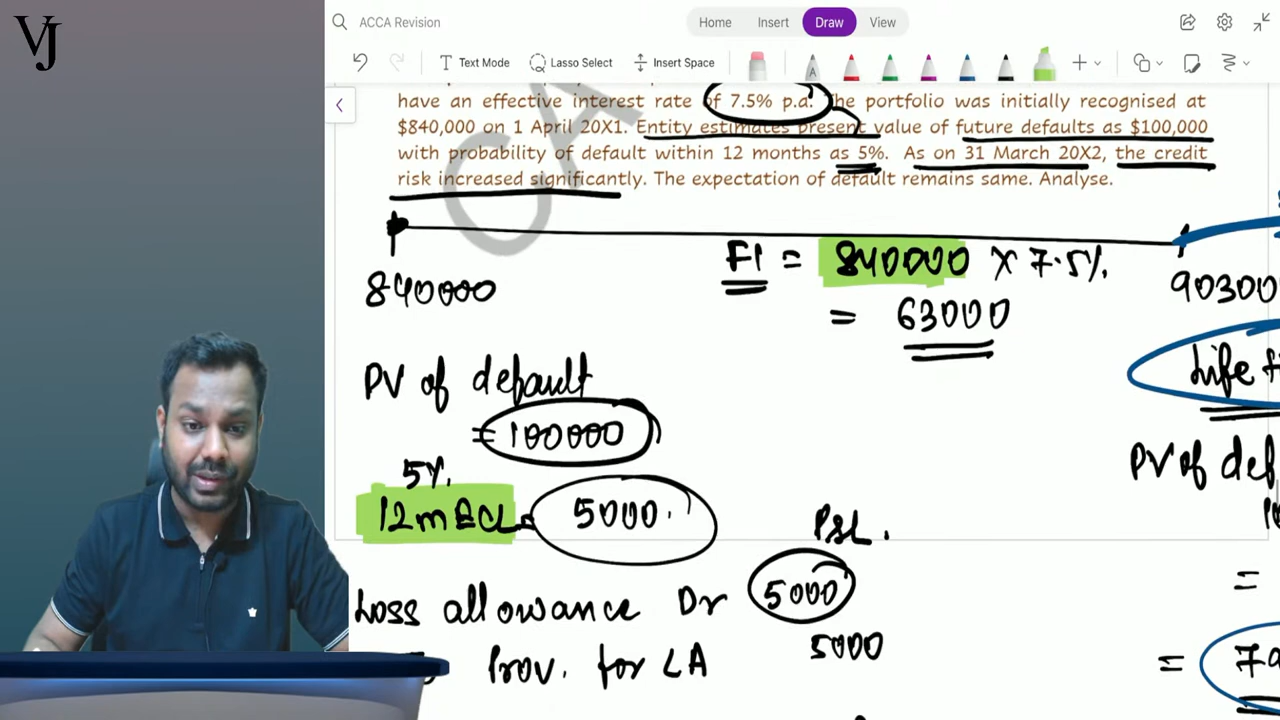 VJ
ACCA Revision
Home Insert Draw View
Text Mode Lasso Select Insert Space
have an effective interest rate of 7.5% p.a. The portfolio was initially recognised at
$840,000 on 1 April 20X1. Entity estimates present value of future defaults as $100,000
with probability of default within 12 months as 5%. As on 31 March 20X2, the credit
risk increased significantly. The expectation of default remains same. Analyse.
CA
FI = 840000 X 7.5%
840000
= 63000
90300
PV of default
= 100000
Life t
5%
12m ECL = 5000.
PV of def
P&L.
Loss allowance Dr 5000
=
Prov. for LA 5000
= 79